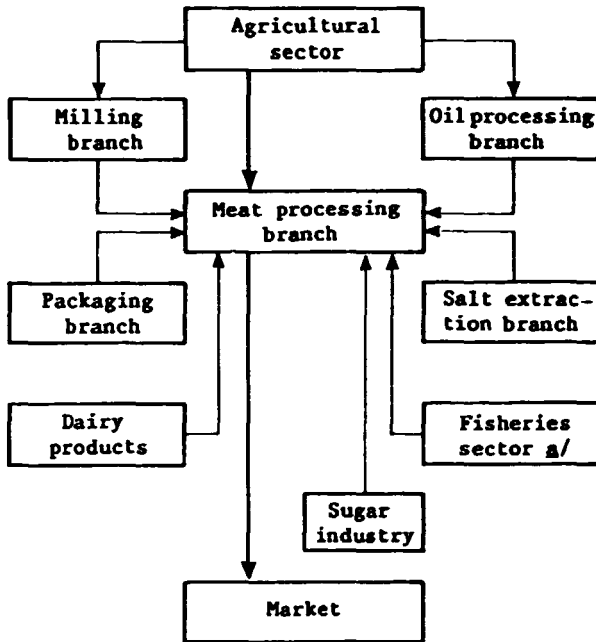 Agricultural
sector
Milling
branch
Oil processing
branch
Meat processing
branch
Packaging
branch
Salt extrac-
tion branch
Dairy
products
Fisheries
sector a/
Sugar
industry
Market